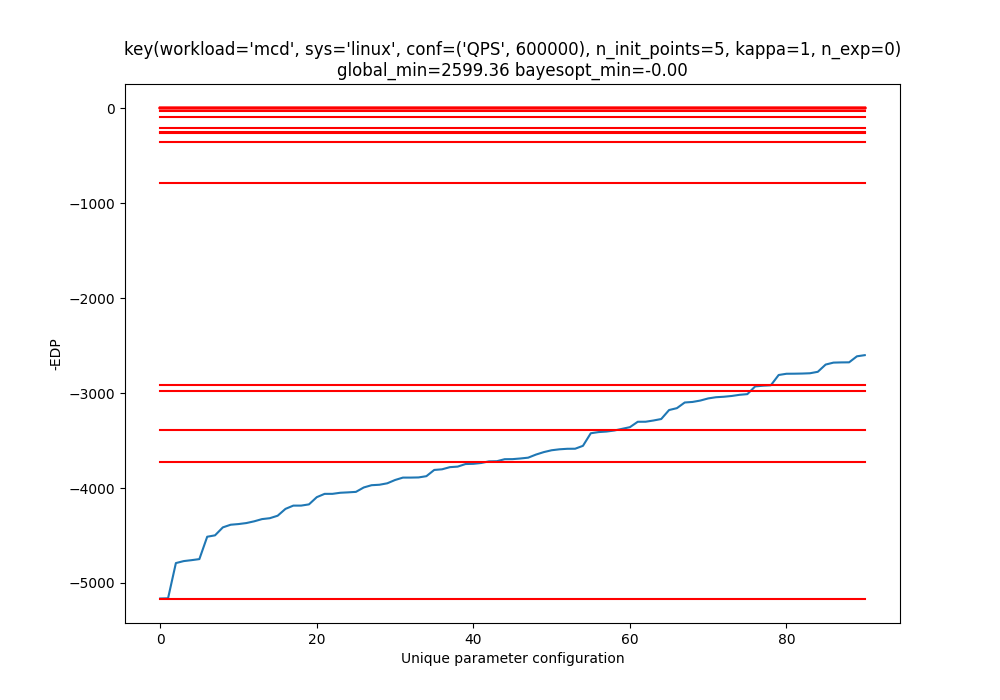 key(workload='mcd', sys='linux', conf=('QPS', 600000), n_init_points=5, kappa=1, n_exp=0)
global_min=2599.36 bayesopt_min=-0.00
0
−1000
−2000
−3000
−4000
−5000
-EDP
0 20 40 60 80
Unique parameter configuration